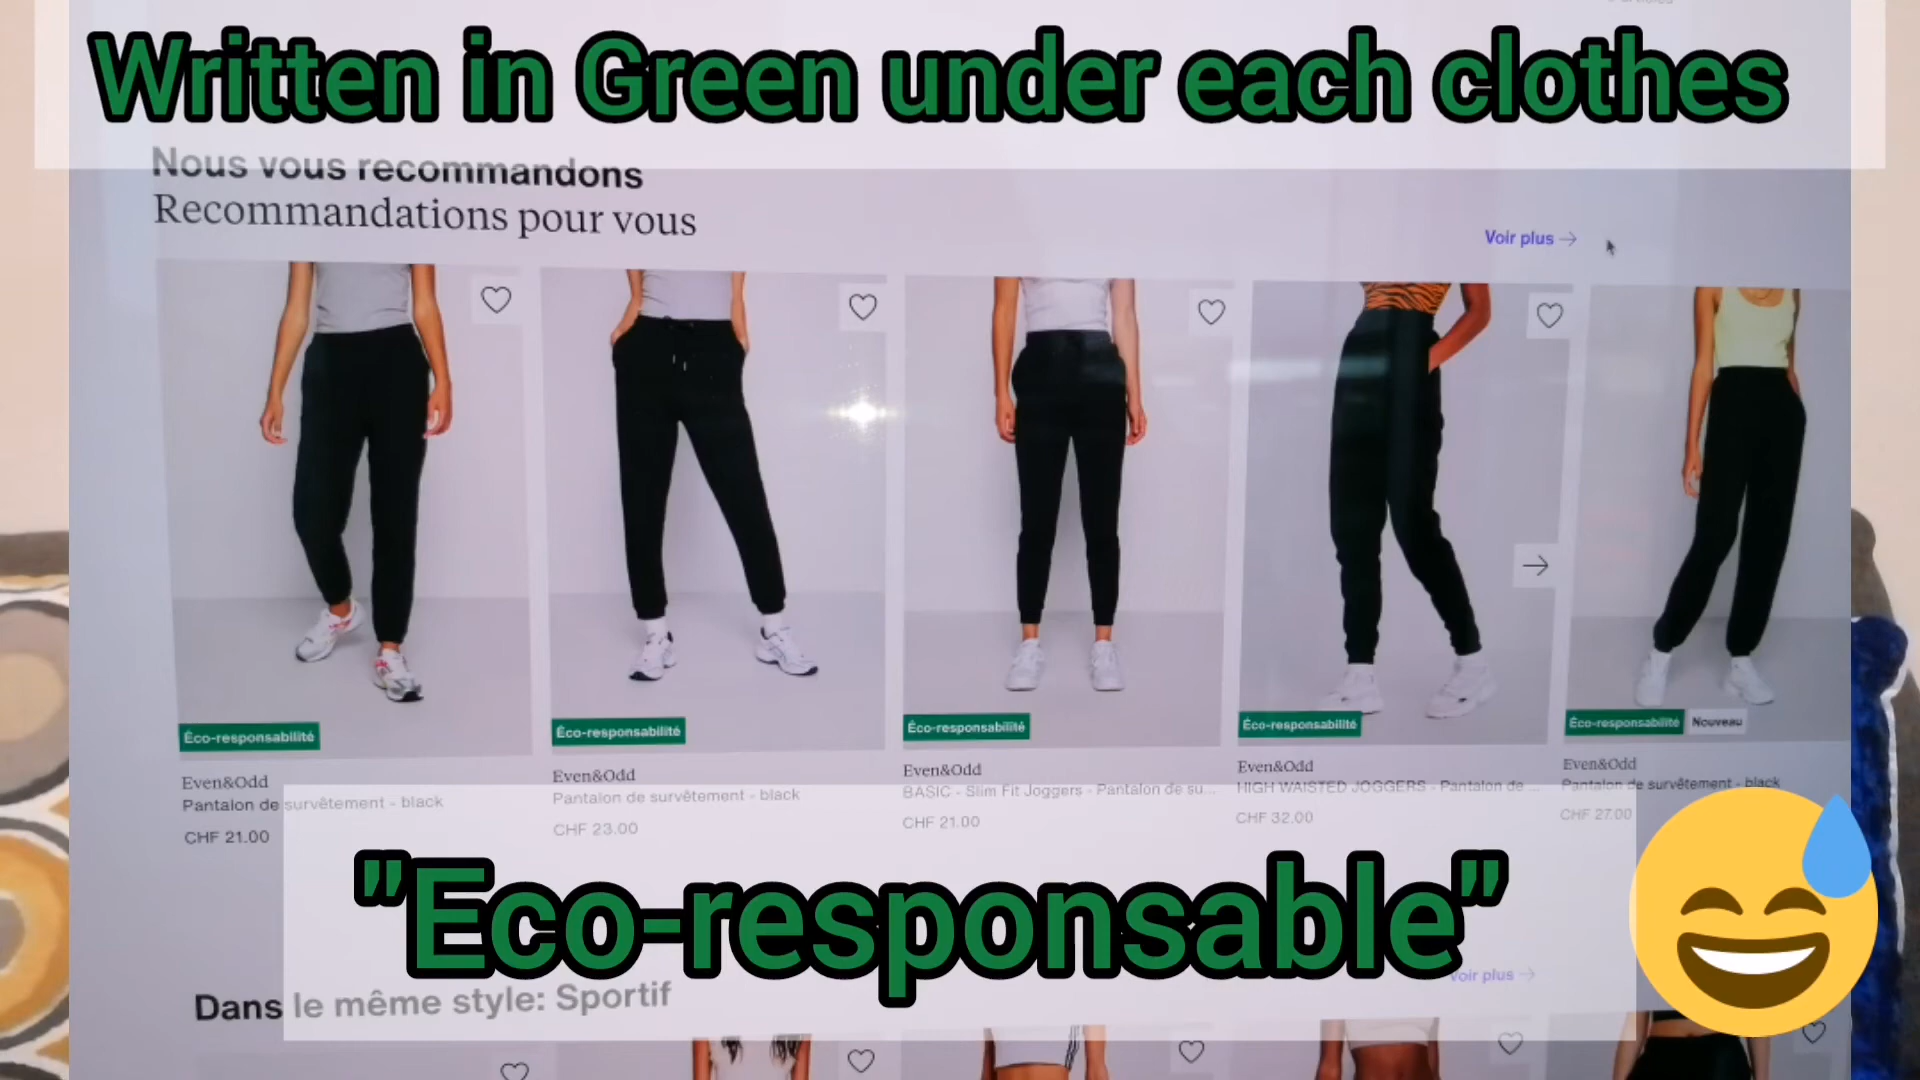 Written in Green under each clothes
Nous vous recommandons
Recommandations pour vous
Voir plus →
Éco-responsabilité
Éco-responsabilité
Éco-responsabilité
Éco-responsabilité
Éco-responsabilité Nouveau
Even&Odd
Pantalon de survêtement - black
CHF 21.00
Even&Odd
Pantalon de survêtement - black
CHF 23.00
Even&Odd
BASIC - Slim Fit Joggers - Pantalon de su...
CHF 21.00
Even&Odd
HIGH WAISTED JOGGERS - Pantalon de ...
CHF 32.00
Even&Odd
Pantalon de survêtement - black
CHF 27.00
"Eco-responsable"
Voir plus →
Dans le même style: Sportif